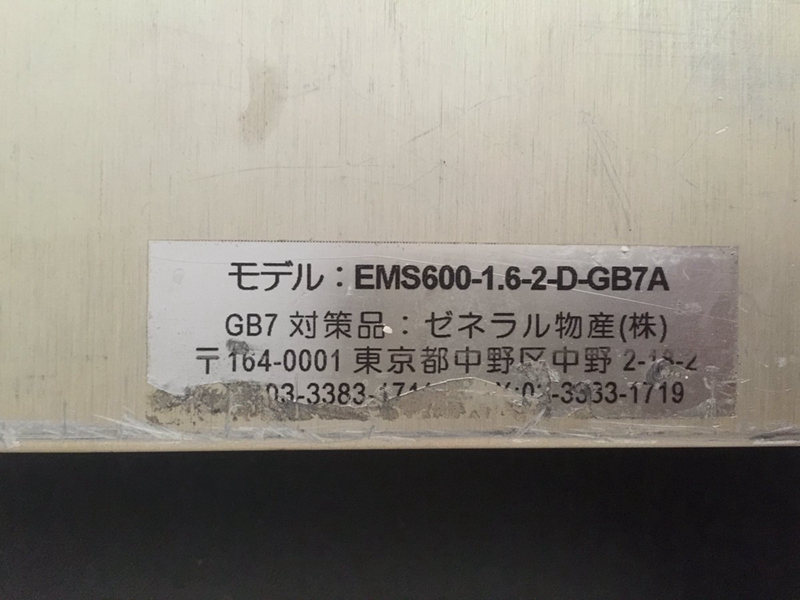 モデル：EMS600-1.6-2-D-GB7A
GB7 対策品：ゼネラル物産(株)
〒164-0001 東京都中野区中野
03-3383-
-1719